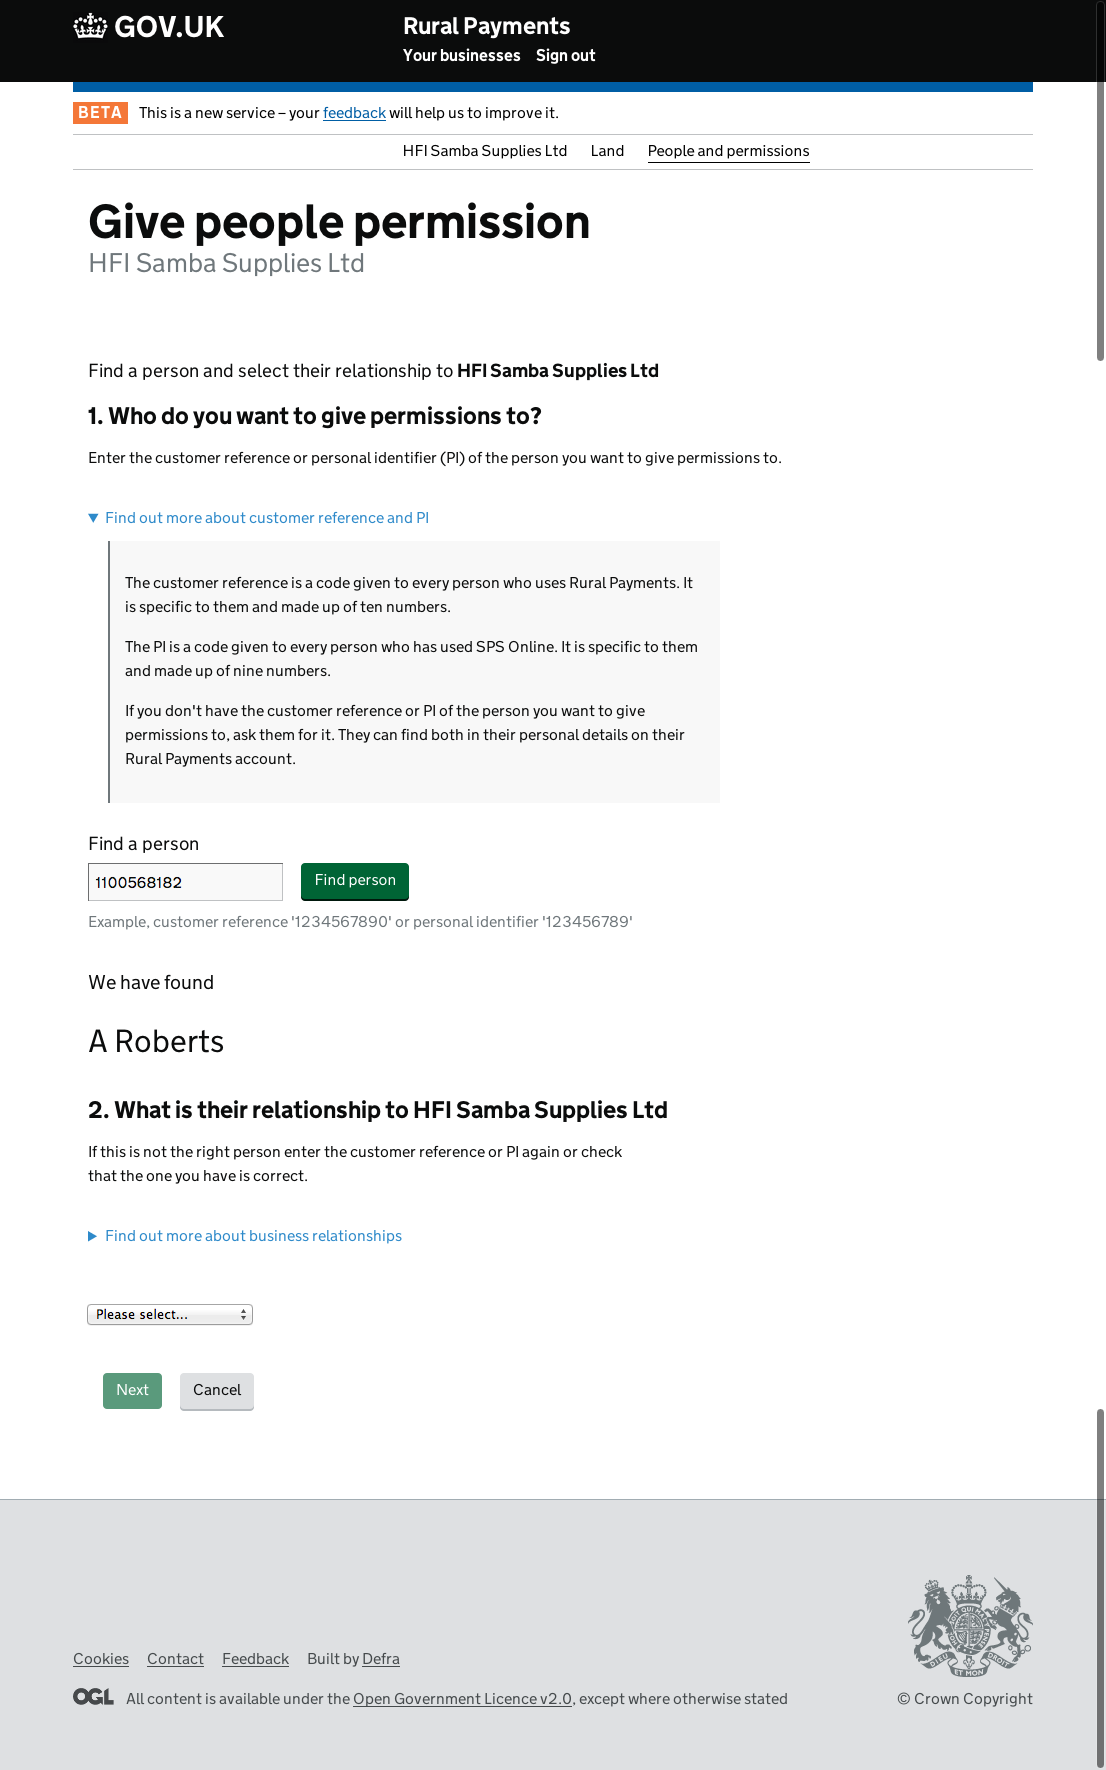 GOV.UK
Rural Payments
Your businesses Sign out
BETA This is a new service – your feedback will help us to improve it.
HFI Samba Supplies Ltd Land People and permissions
Give people permission
HFI Samba Supplies Ltd
Find a person and select their relationship to HFI Samba Supplies Ltd
1. Who do you want to give permissions to?
Enter the customer reference or personal identifier (PI) of the person you want to give permissions to.
Find out more about customer reference and PI
The customer reference is a code given to every person who uses Rural Payments. It
is specific to them and made up of ten numbers.
The PI is a code given to every person who has used SPS Online. It is specific to them
and made up of nine numbers.
If you don't have the customer reference or PI of the person you want to give
permissions to, ask them for it. They can find both in their personal details on their
Rural Payments account.
Find a person
1100568182 Find person
Example, customer reference '1234567890' or personal identifier '123456789'
We have found
A Roberts
2. What is their relationship to HFI Samba Supplies Ltd
If this is not the right person enter the customer reference or PI again or check
that the one you have is correct.
Find out more about business relationships
Please select...
Next Cancel
DIEU ET MON DROIT
Cookies Contact Feedback Built by Defra
OGL All content is available under the Open Government Licence v2.0, except where otherwise stated
© Crown Copyright